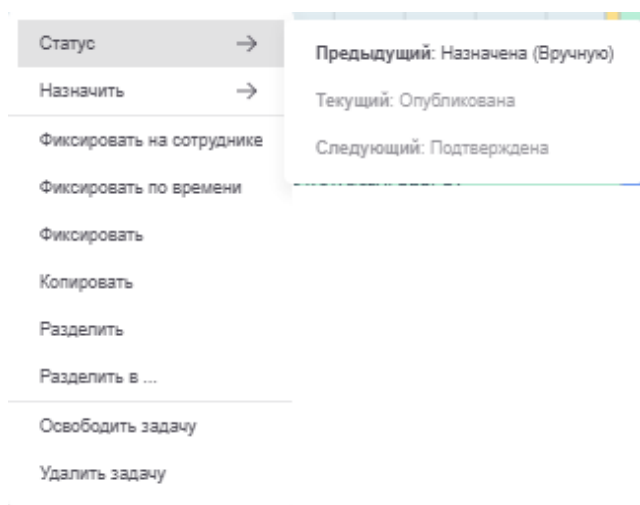 Статус
Назначить
Фиксировать на сотруднике
Фиксировать по времени
Фиксировать
Копировать
Разделить
Разделить в ...
Освободить задачу
Удалить задачу
Предыдущий: Назначена (Вручную)
Текущий: Опубликована
Следующий: Подтверждена